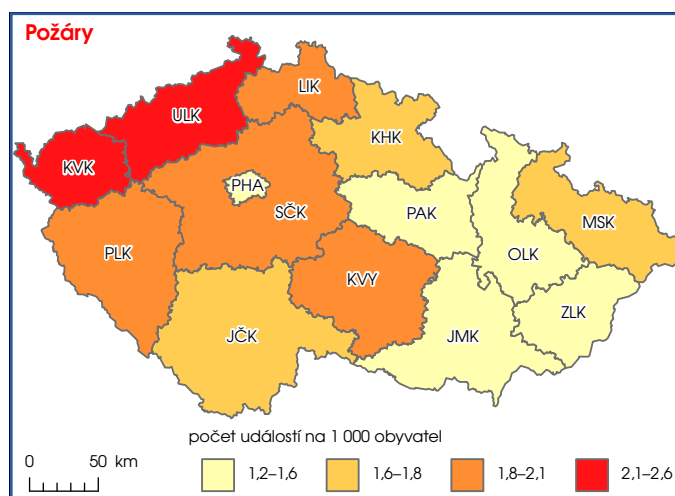 Požáry
LIK
ULK
KHK
KVK
PHA
SČK
PAK
MSK
PLK
OLK
KVY
ZLK
JČK
JMK
počet událostí na 1 000 obyvatel
0 50 km
1,2–1,6 1,6–1,8 1,8–2,1 2,1–2,6